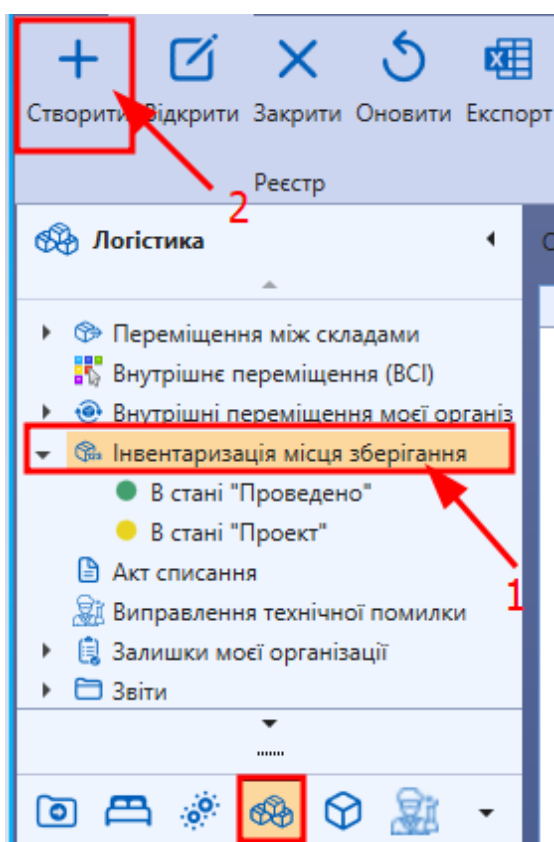 Створити Відкрити Закрити Оновити Експорт
Реєстр
2
Логістика
Переміщення між складами
Внутрішнє переміщення (ВСІ)
Внутрішні переміщення моєї організ
Інвентаризація місця зберігання
В стані "Проведено"
В стані "Проект"
Акт списання
1
Виправлення технічної помилки
Залишки моєї організації
Звіти